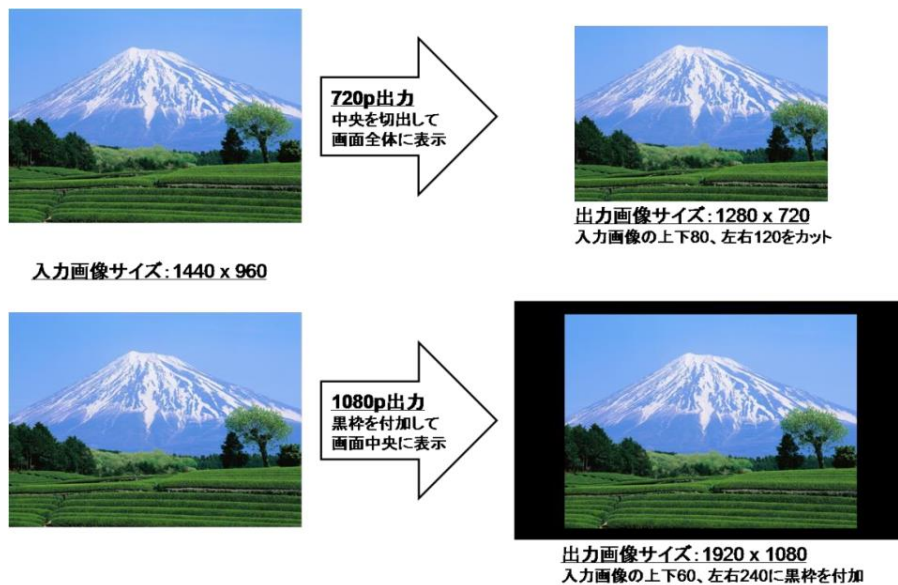 720p出力
中央を切出して
画面全体に表示
出力画像サイズ:1280 x 720
入力画像の上下80、左右120をカット
入力画像サイズ:1440 x 960
1080p出力
黒枠を付加して
画面中央に表示
出力画像サイズ:1920 x 1080
入力画像の上下60、左右240に黒枠を付加